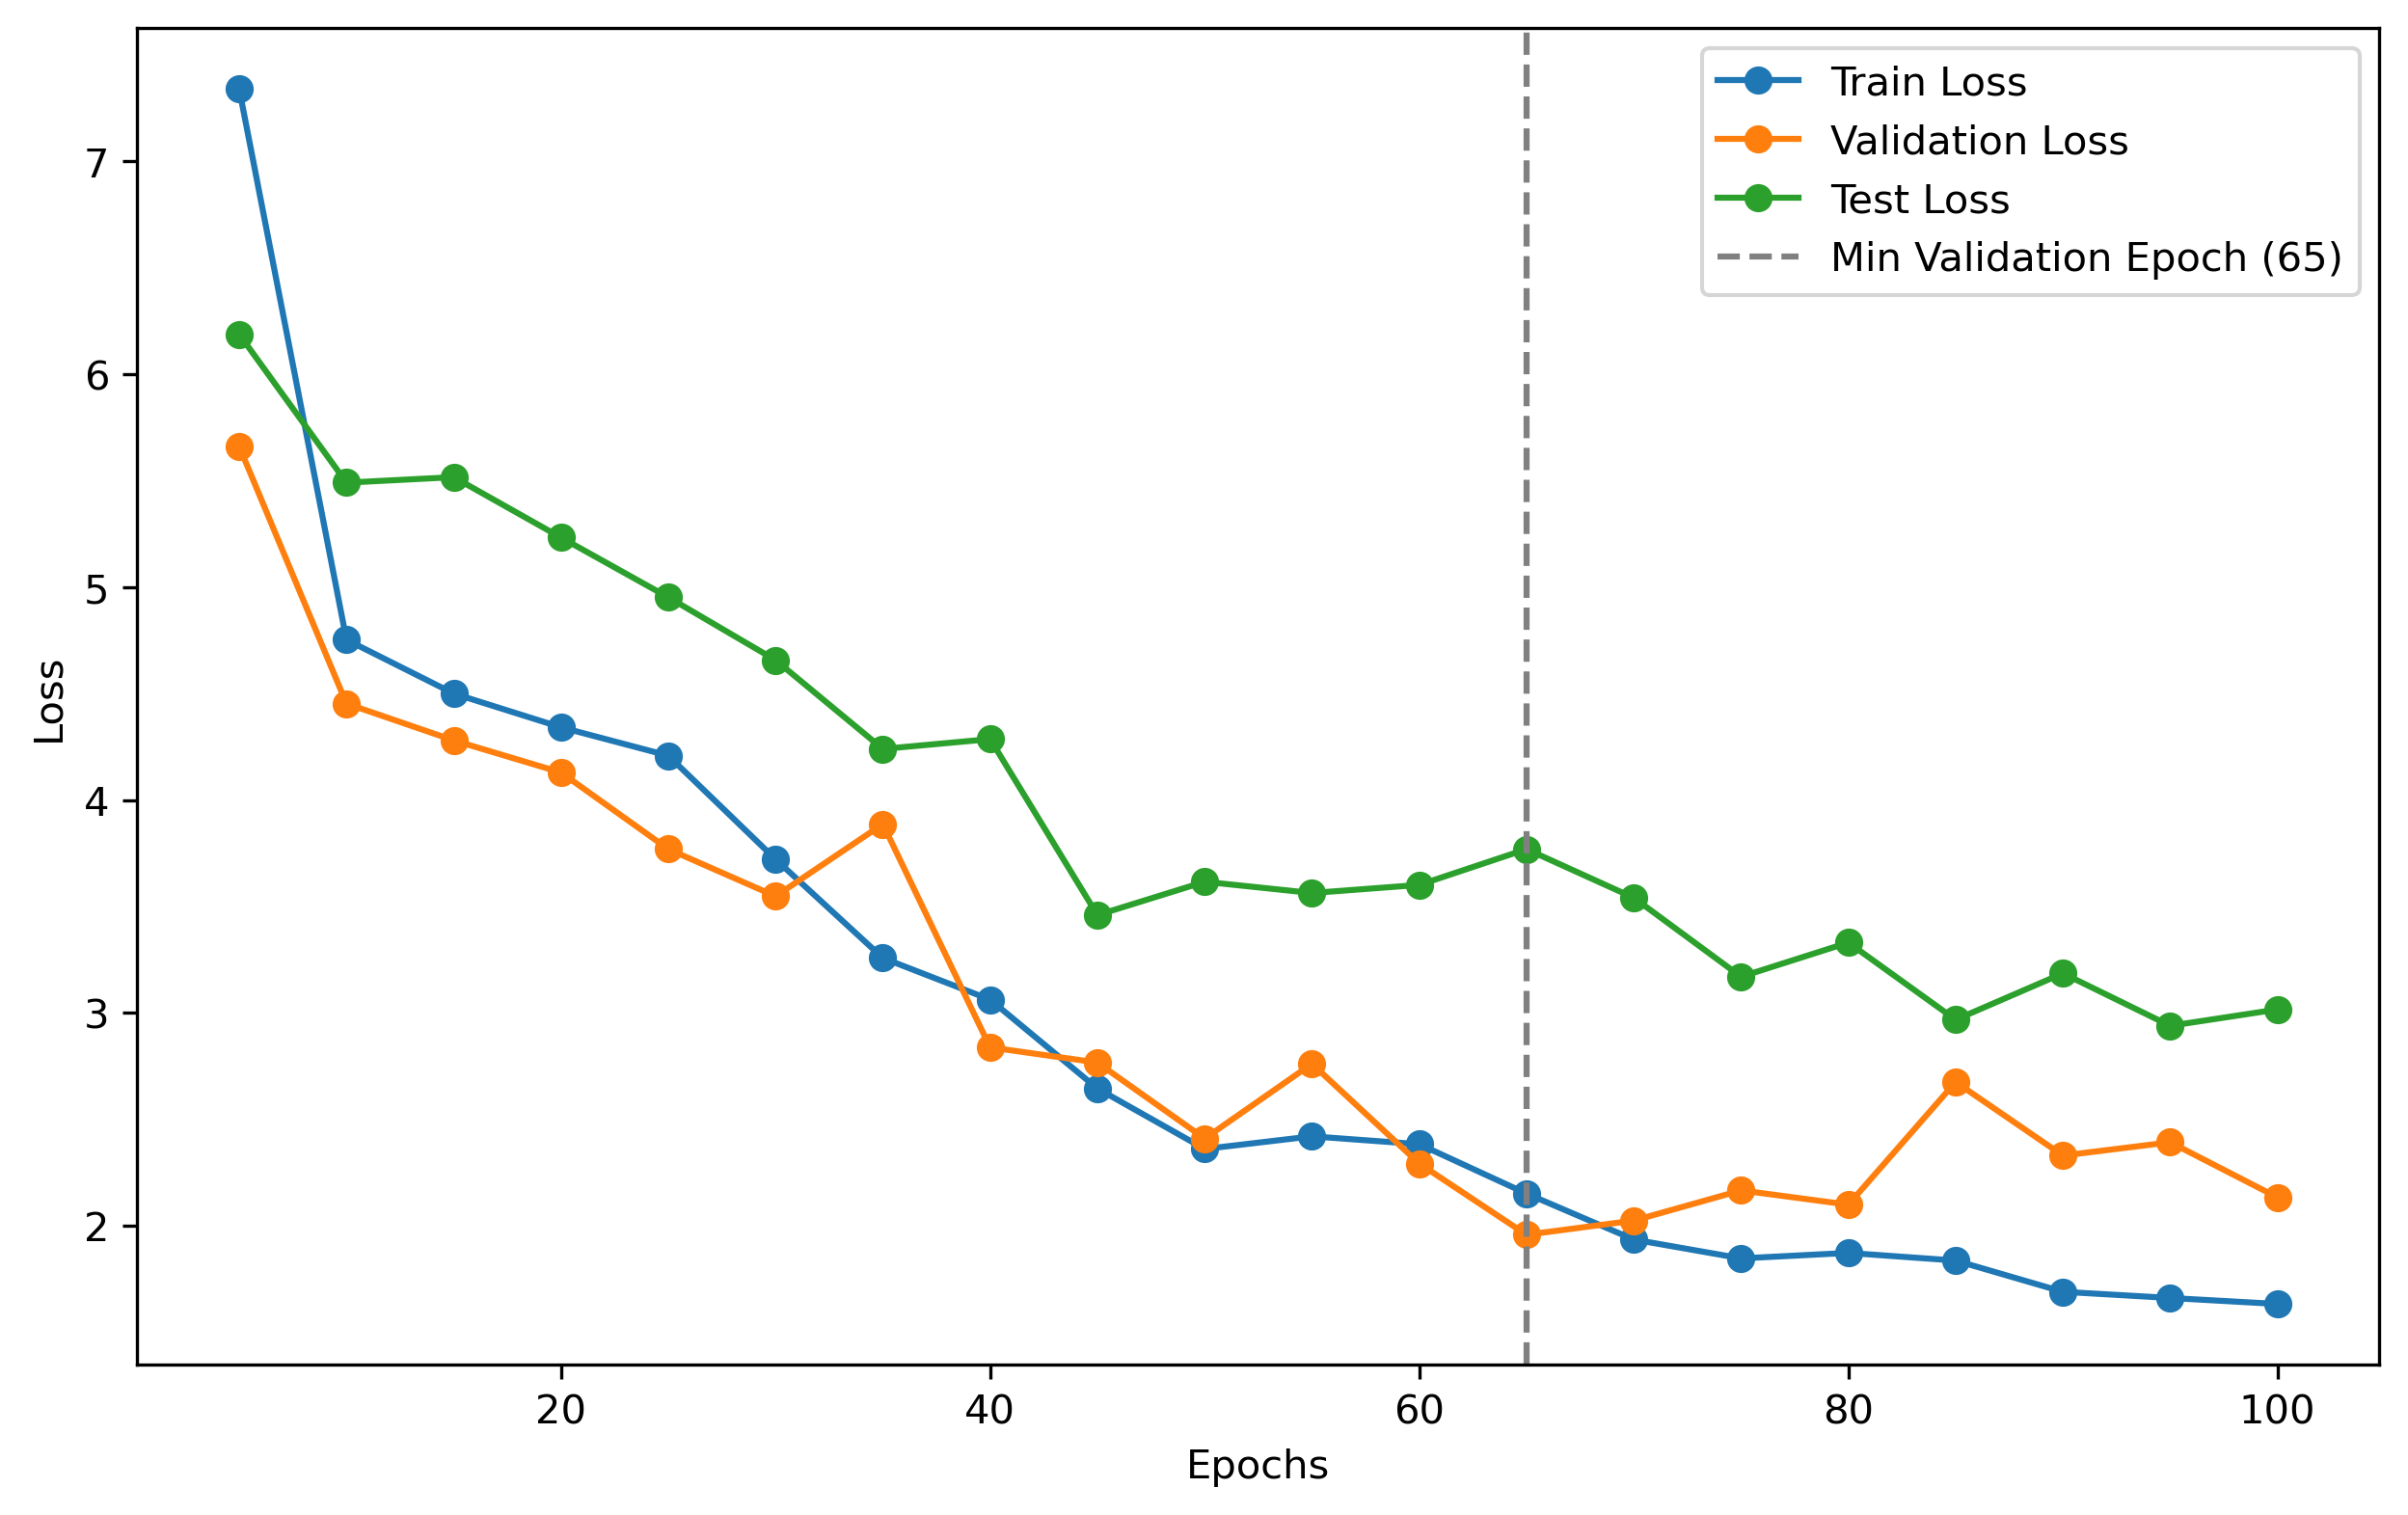 Train Loss
Validation Loss
Test Loss
Min Validation Epoch (65)
7
6
5
4
3
2
Loss
20 40 60 80 100
Epochs